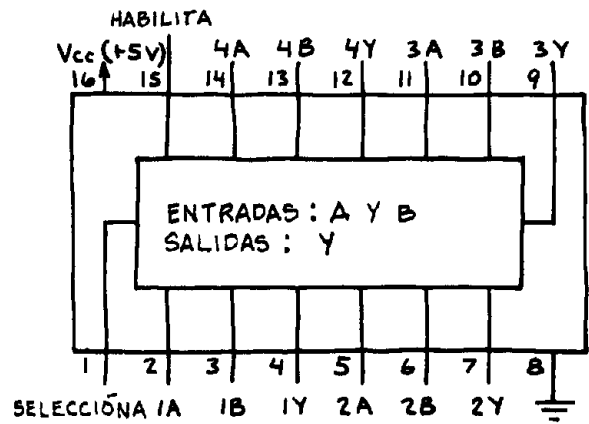 HABILITA
Vcc (+5V) 4A 4B 4Y 3A 3B 3Y
16 15 14 13 12 11 10 9
ENTRADAS: A Y B
SALIDAS: Y
1 2 3 4 5 6 7 8
SELECCIÓNA 1A 1B 1Y 2A 2B 2Y